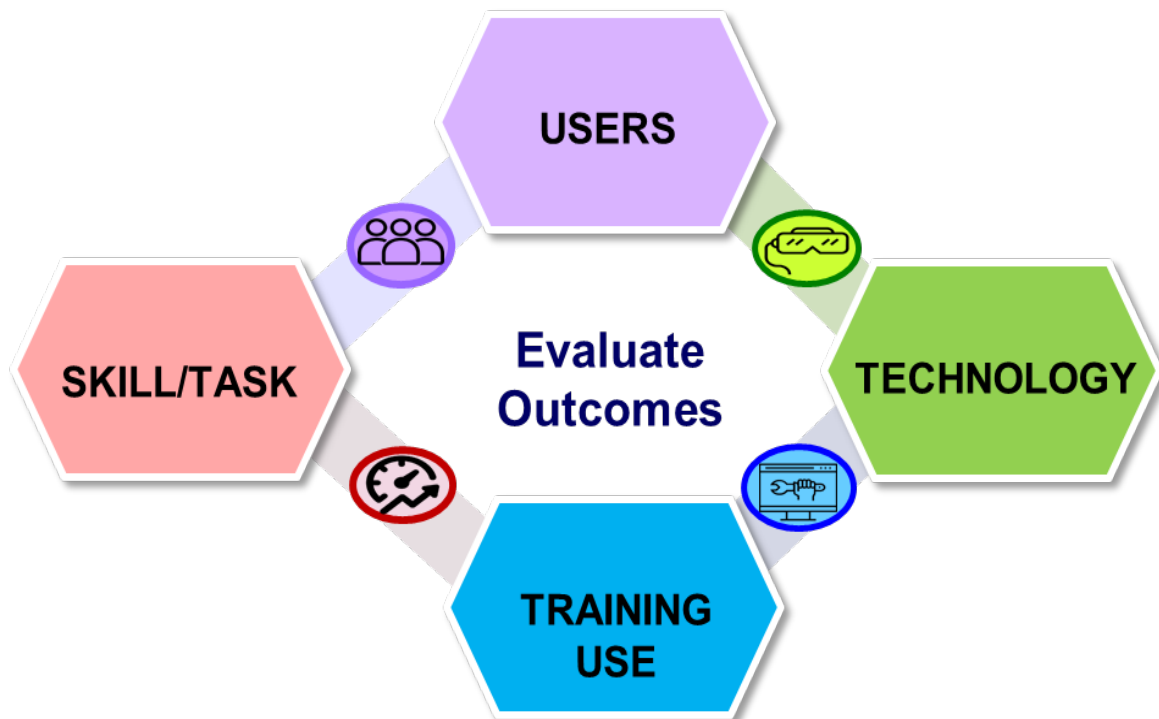 USERS
SKILL/TASK
Evaluate
Outcomes
TECHNOLOGY
TRAINING
USE